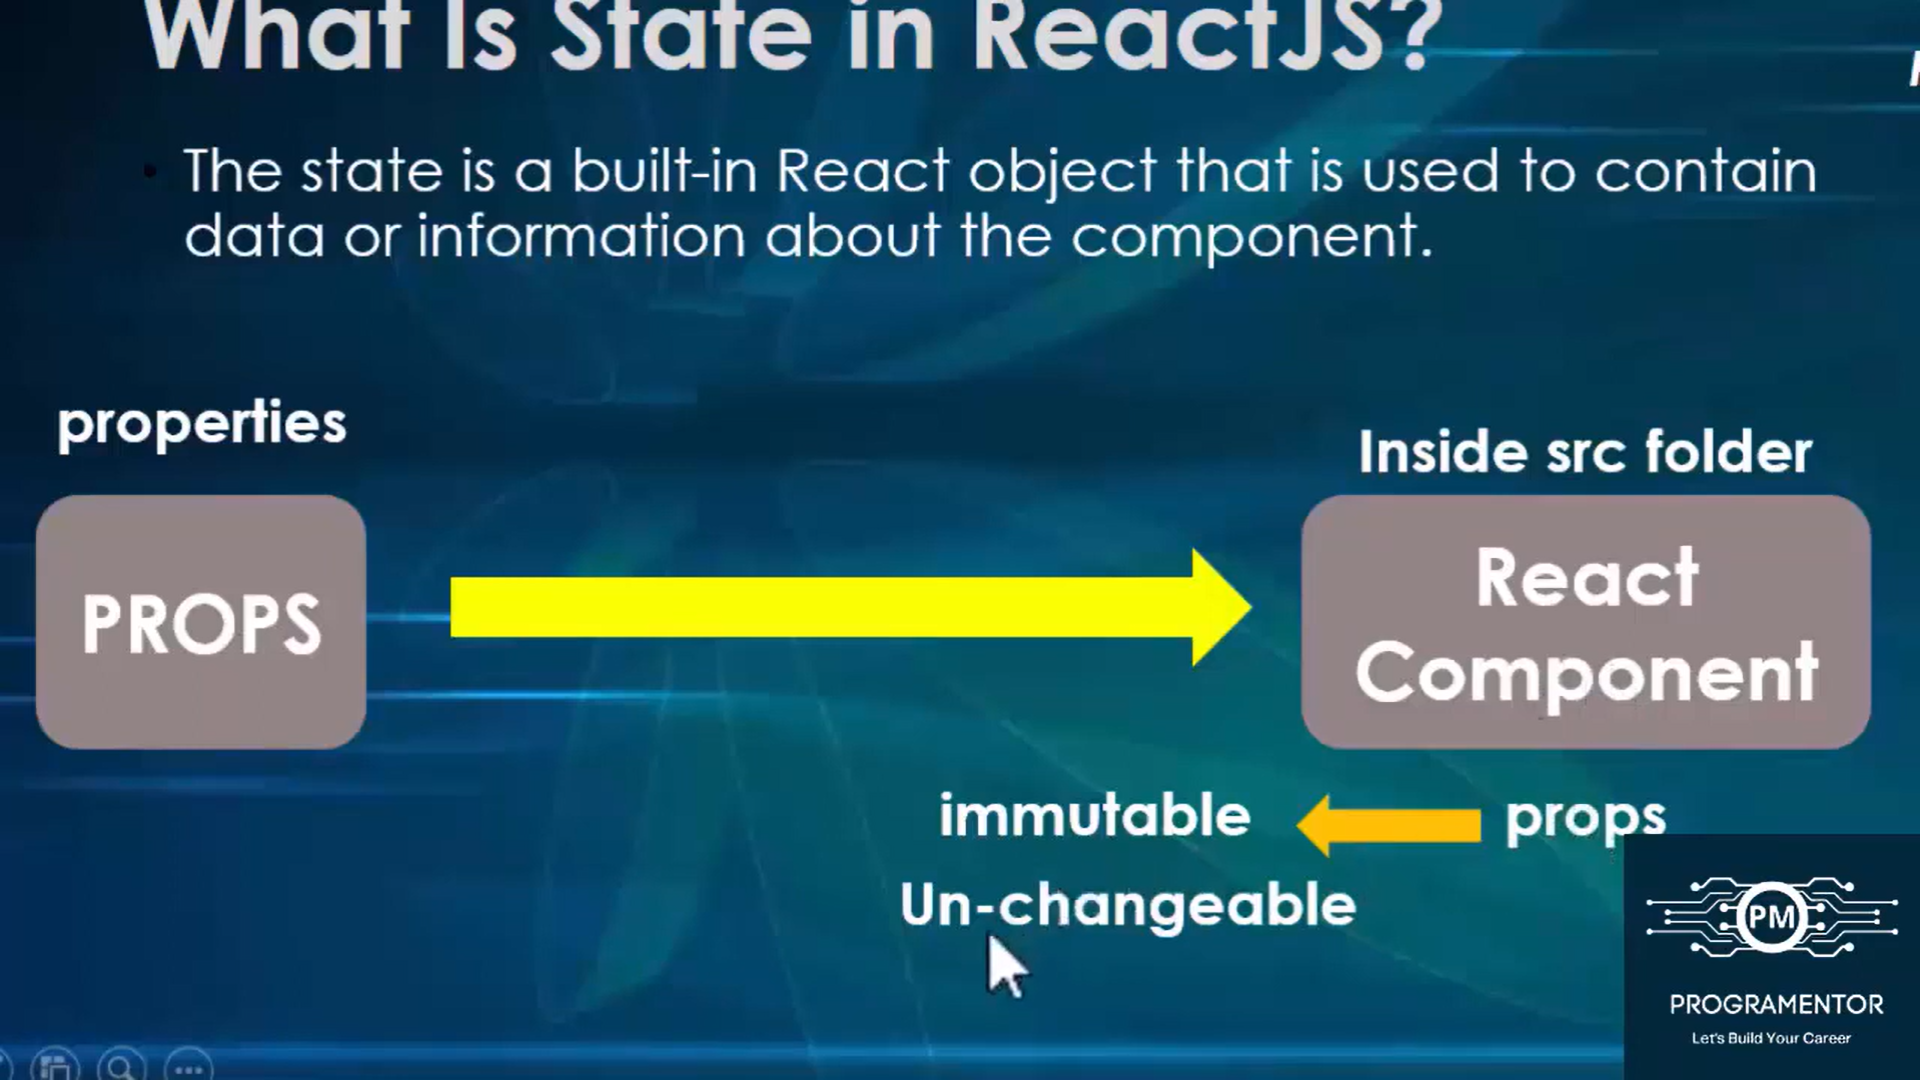 What Is State in ReactJS?
The state is a built-in React object that is used to contain
data or information about the component.
properties
Inside src folder
PROPS
React
Component
immutable
props
Un-changeable
PM
PROGRAMENTOR
Let's Build Your Career